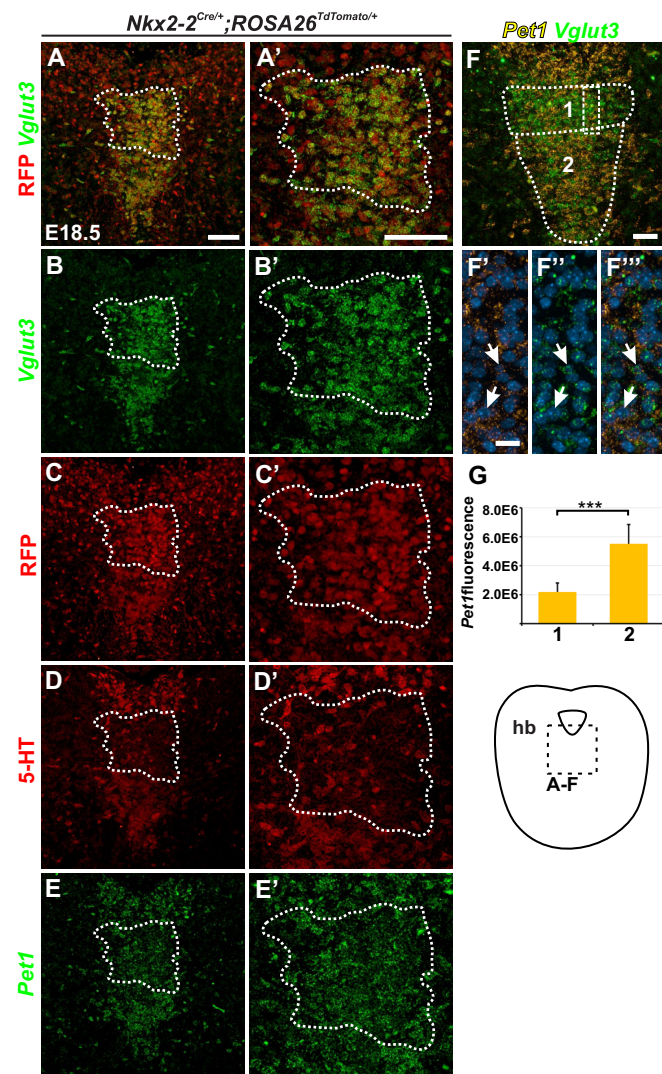 Nkx2-2Cre/+;ROSA26TdTomato/+
RFP Vglut3
A
E18.5
A'
Vglut3
B
B'
RFP
C
C'
5-HT
D
D'
Pet1
E
E'
Pet1 Vglut3
F
1
2
F'
F''
F'''
G
Pet1fluorescence
8.0E6
6.0E6
4.0E6
2.0E6
***
1 2
hb
A-F